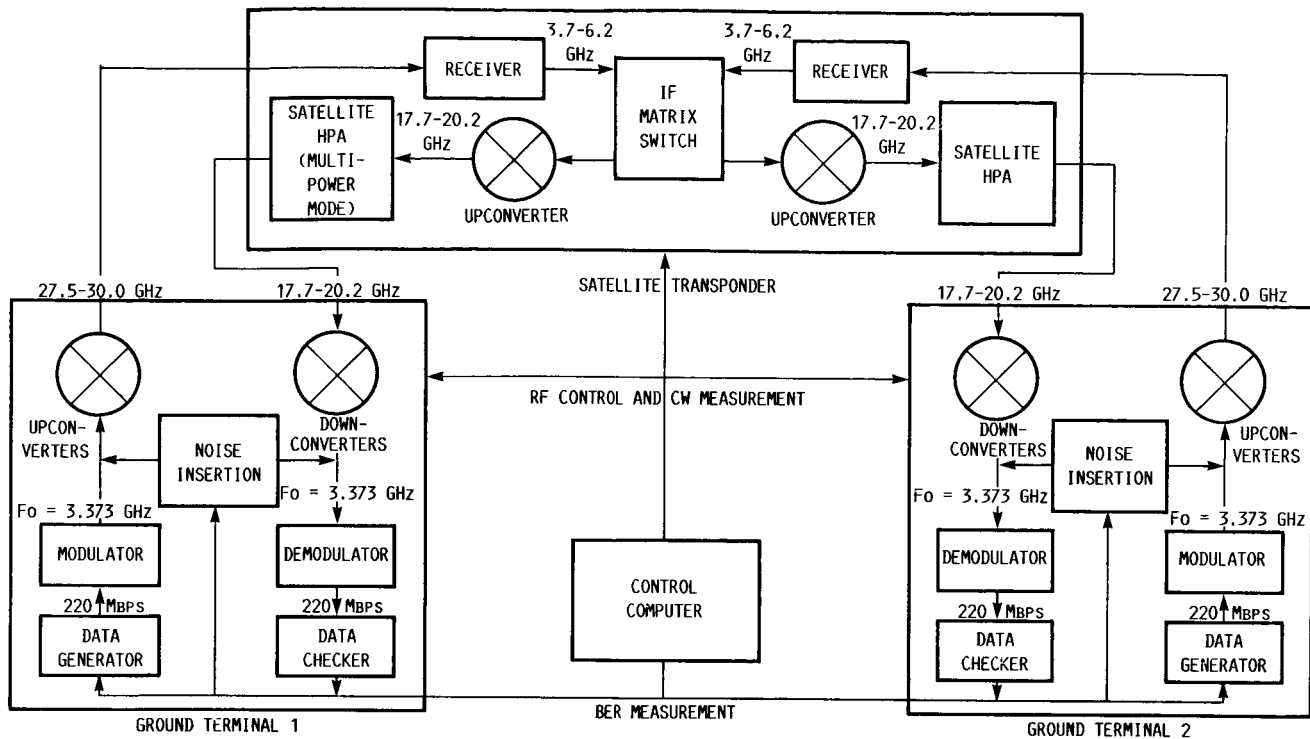 3.7-6.2
GHz
3.7-6.2
GHz
RECEIVER
IF
MATRIX
SWITCH
RECEIVER
SATELLITE
HPA
(MULTI-
POWER
MODE)
17.7-20.2
GHz
UPCONVERTER
17.7-20.2
GHz
UPCONVERTER
SATELLITE
HPA
SATELLITE TRANSPONDER
27.5-30.0 GHz
17.7-20.2 GHz
17.7-20.2 GHz
27.5-30.0 GHz
RF CONTROL AND CW MEASUREMENT
UPCON-
VERTERS
DOWN-
CONVERTERS
NOISE
INSERTION
Fo = 3.373 GHz
Fo = 3.373 GHz
MODULATOR
DEMODULATOR
220 MBPS
220 MBPS
DATA
GENERATOR
DATA
CHECKER
GROUND TERMINAL 1
CONTROL
COMPUTER
BER MEASUREMENT
DOWN-
CONVERTERS
NOISE
INSERTION
UPCON-
VERTERS
Fo = 3.373 GHz
Fo = 3.373 GHz
DEMODULATOR
MODULATOR
220 MBPS
220 MBPS
DATA
CHECKER
DATA
GENERATOR
GROUND TERMINAL 2